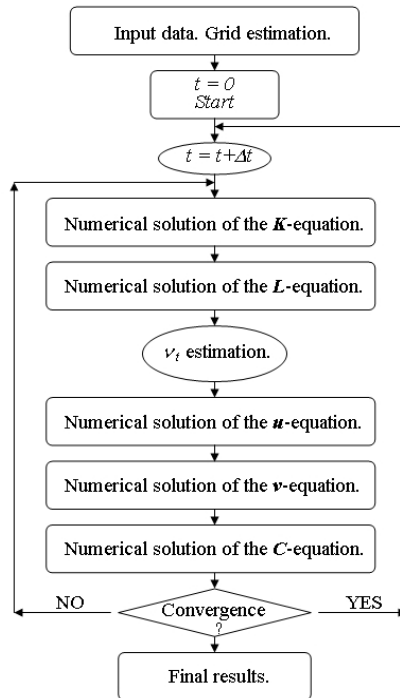 Input data. Grid estimation.
t = 0
Start
t = t+Δt
Numerical solution of the K-equation.
Numerical solution of the L-equation.
νt estimation.
Numerical solution of the u-equation.
Numerical solution of the v-equation.
Numerical solution of the C-equation.
NO
Convergence
?
YES
Final results.